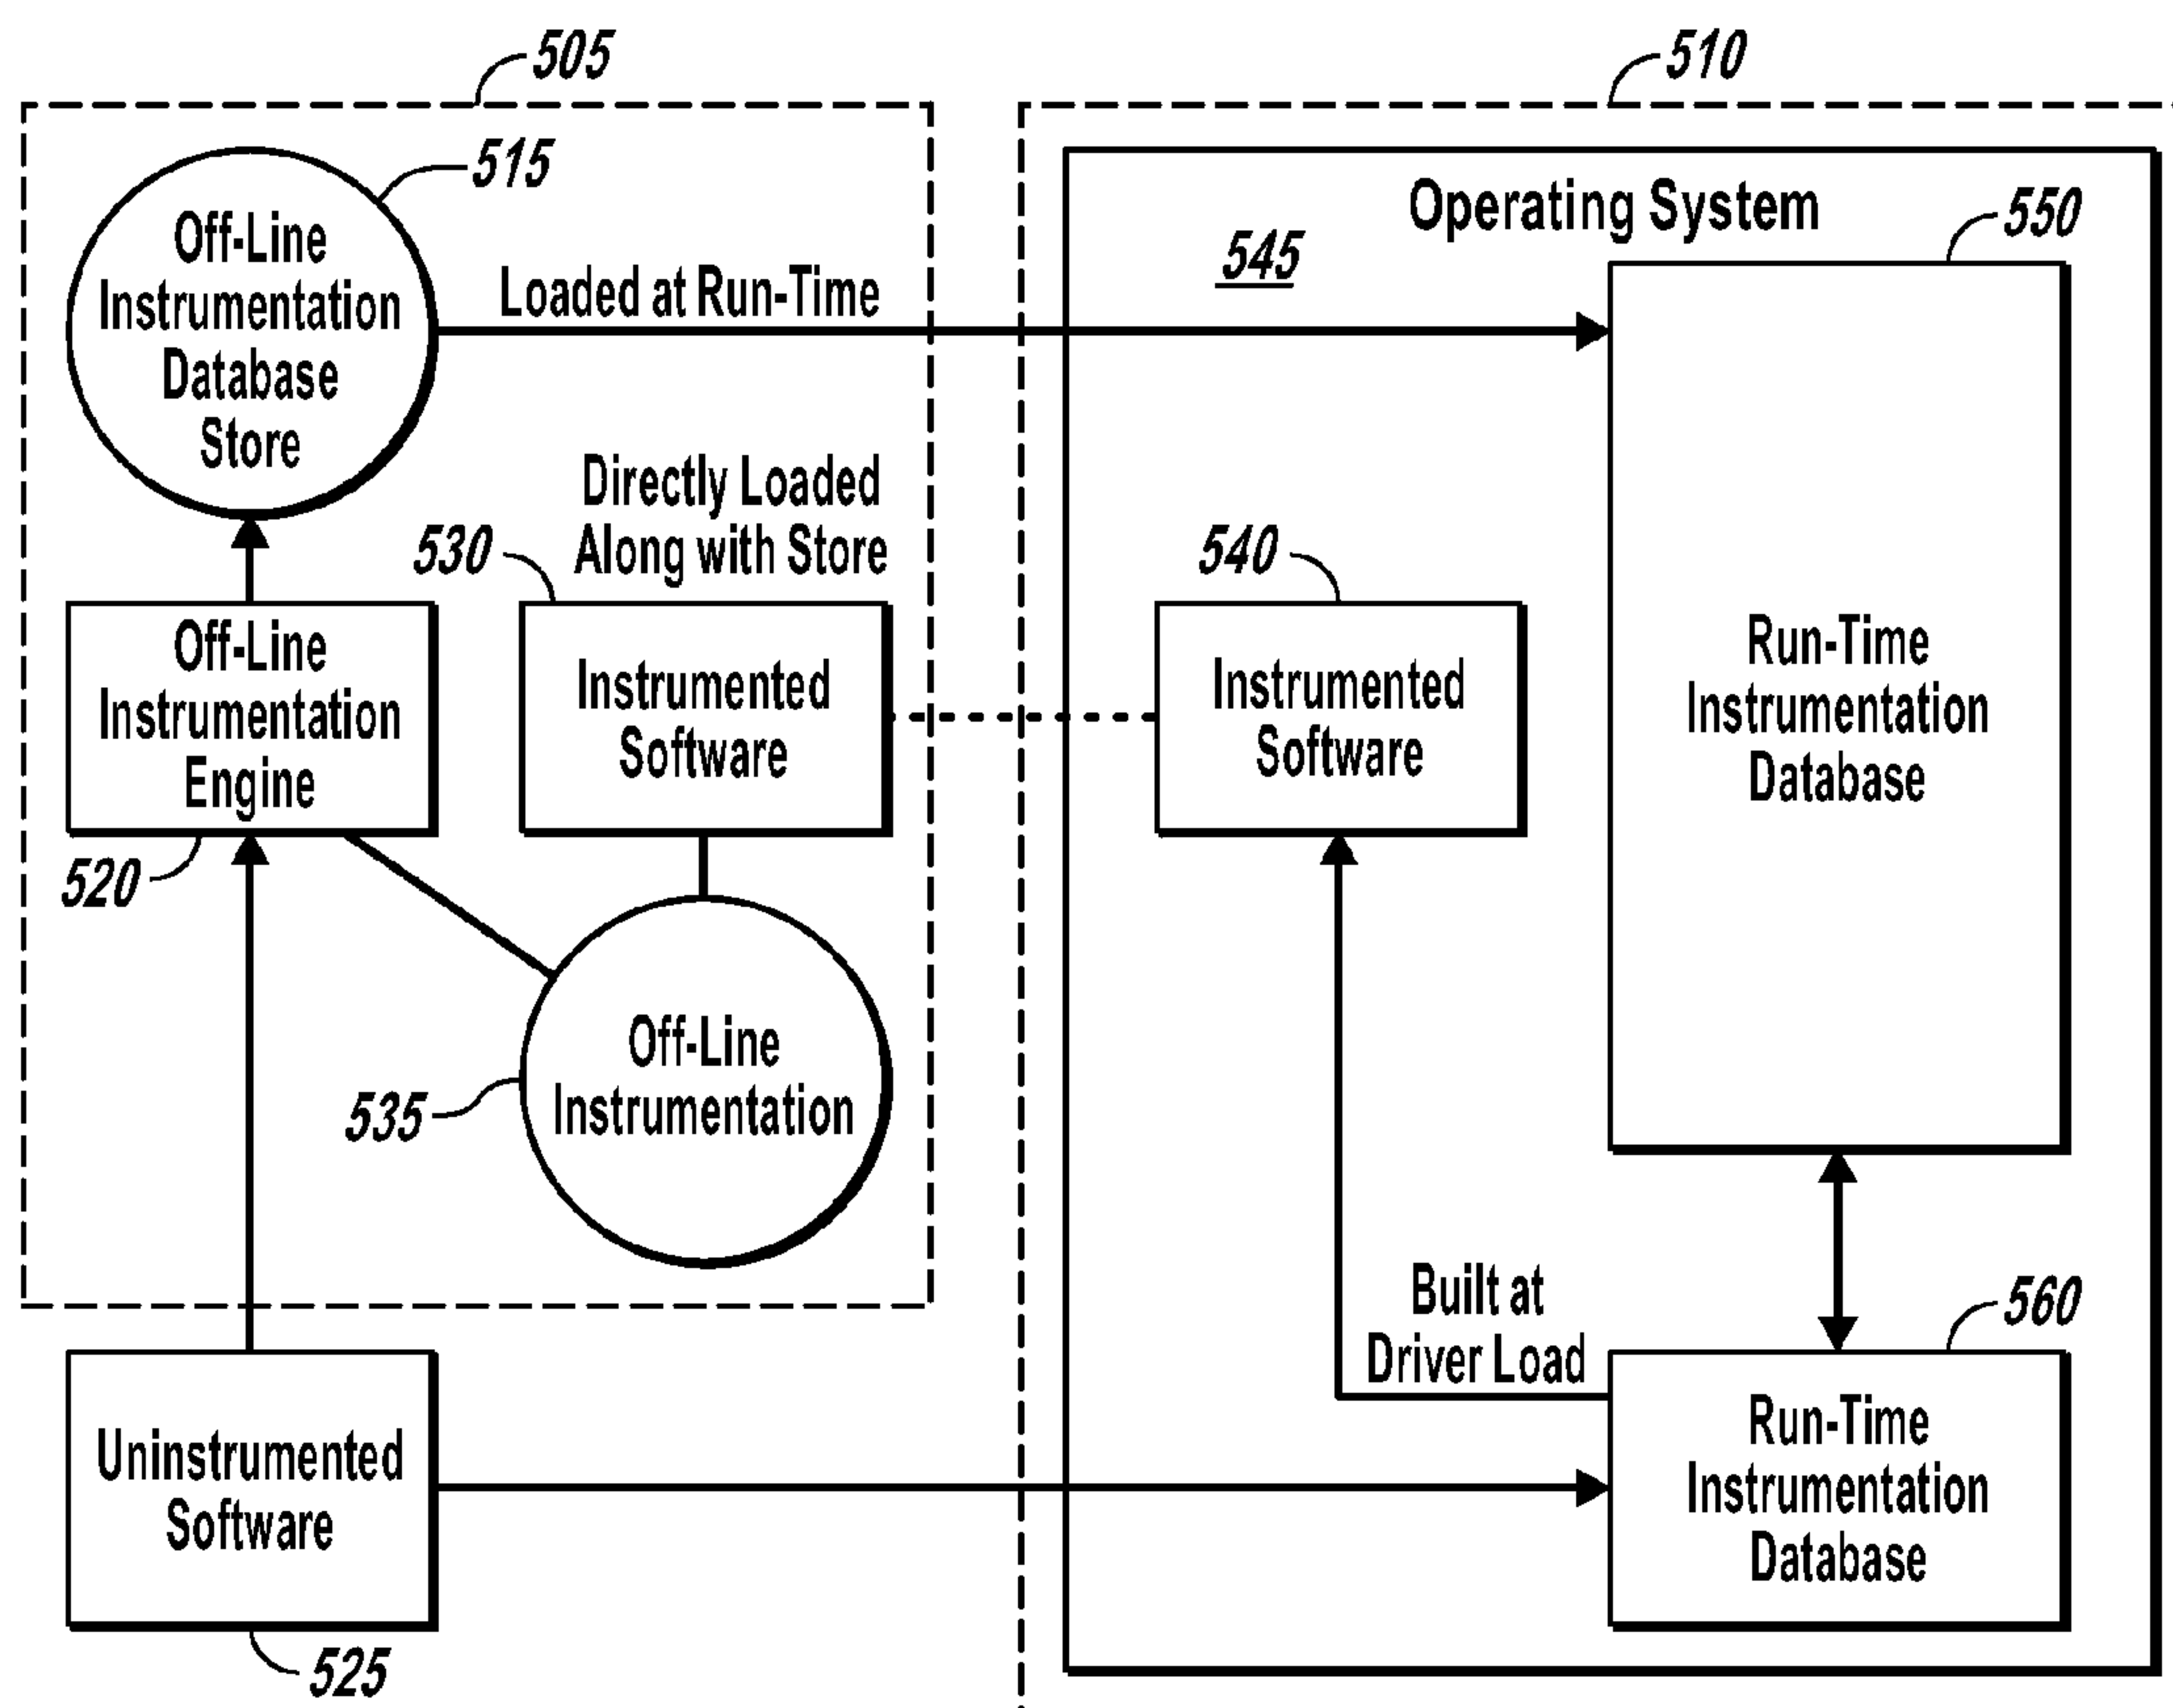 505
510
515
Off-Line
Instrumentation
Database
Store
Loaded at Run-Time
Operating System
545
550
Directly Loaded
Along with Store
530
540
Off-Line
Instrumentation
Engine
520
Instrumented
Software
Instrumented
Software
Run-Time
Instrumentation
Database
Off-Line
Instrumentation
535
Built at
Driver Load
560
Uninstrumented
Software
525
Run-Time
Instrumentation
Database